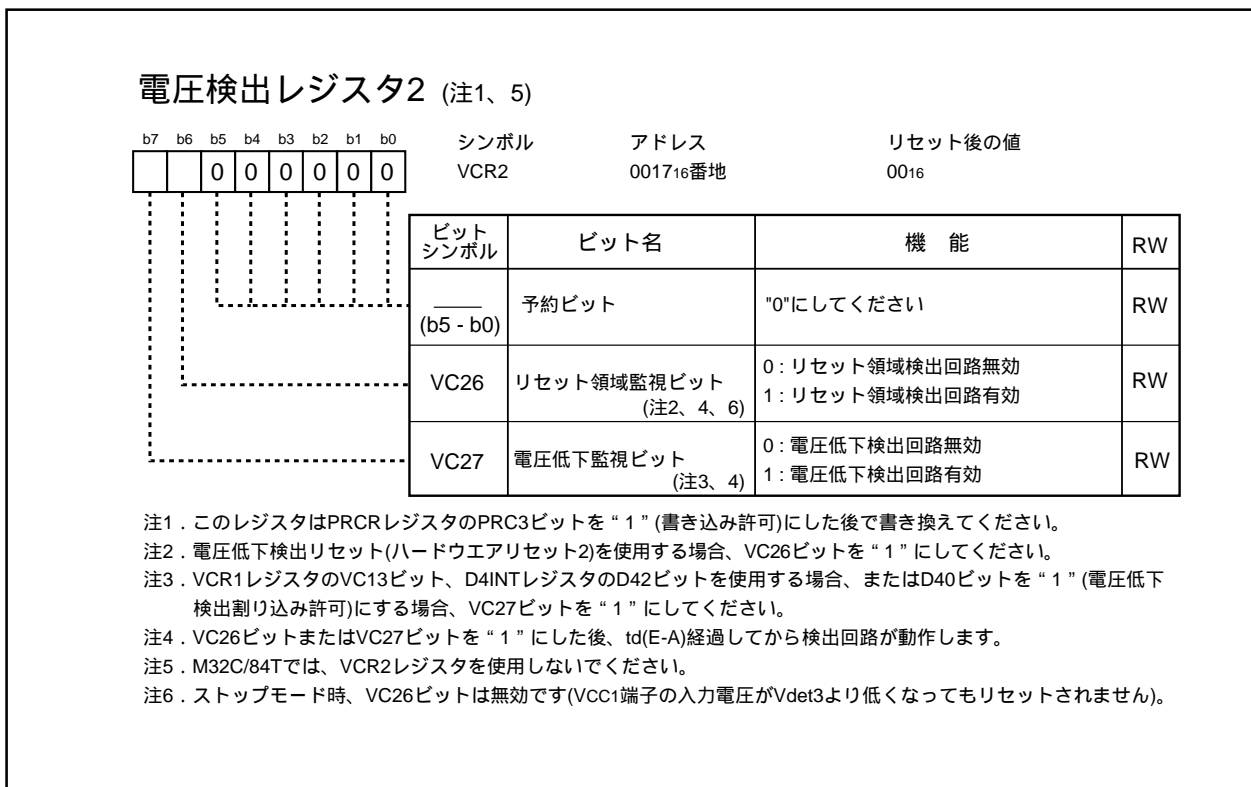 電圧検出レジスタ2 (注1、5)
b7 b6 b5 b4 b3 b2 b1 b0
0 0 0 0 0 0
シンボル アドレス リセット後の値
VCR2 001716番地 0016
ビット
シンボル
ビット名 機 能 RW
(b5 - b0)
予約ビット "0"にしてください RW
VC26 リセット領域監視ビット
(注2、4、6)
0 : リセット領域検出回路無効
1 : リセット領域検出回路有効
RW
VC27 電圧低下監視ビット
(注3、4)
0 : 電圧低下検出回路無効
1 : 電圧低下検出回路有効
RW
注1．このレジスタはPRCRレジスタのPRC3ビットを“1”(書き込み許可)にした後で書き換えてください。
注2．電圧低下検出リセット(ハードウエアリセット2)を使用する場合、VC26ビットを“1”にしてください。
注3．VCR1レジスタのVC13ビット、D4INTレジスタのD42ビットを使用する場合、またはD40ビットを“1”(電圧低下
検出割り込み許可)にする場合、VC27ビットを“1”にしてください。
注4．VC26ビットまたはVC27ビットを“1”にした後、td(E-A)経過してから検出回路が動作します。
注5．M32C/84Tでは、VCR2レジスタを使用しないでください。
注6．ストップモード時、VC26ビットは無効です(VCC1端子の入力電圧がVdet3より低くなってもリセットされません)。